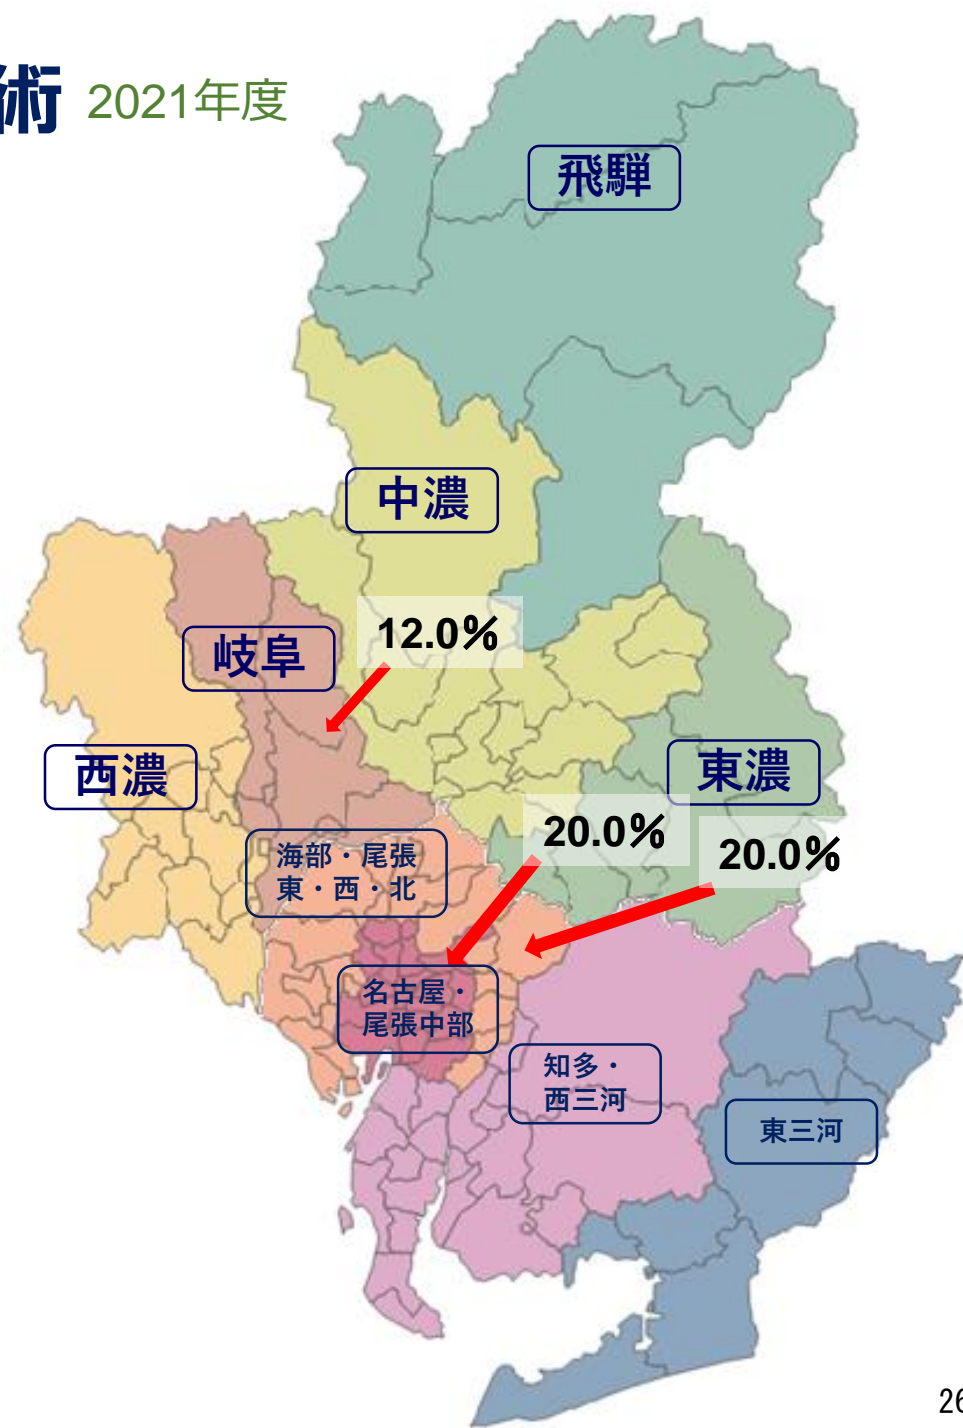 術 2021年度
飛騨
中濃
12.0%
岐阜
西濃
東濃
20.0%
20.0%
海部・尾張
東・西・北
名古屋・
尾張中部
知多・
西三河
東三河
26